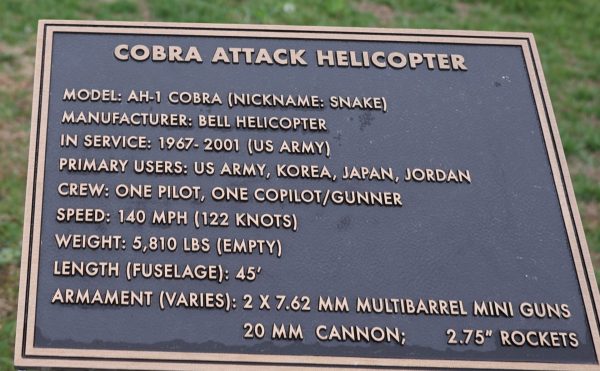 COBRA ATTACK HELICOPTER
MODEL: AH-1 COBRA (NICKNAME: SNAKE)
MANUFACTURER: BELL HELICOPTER
IN SERVICE: 1967- 2001 (US ARMY)
PRIMARY USERS: US ARMY, KOREA, JAPAN, JORDAN
CREW: ONE PILOT, ONE COPILOT/GUNNER
SPEED: 140 MPH (122 KNOTS)
WEIGHT: 5,810 LBS (EMPTY)
LENGTH (FUSELAGE): 45'
ARMAMENT (VARIES): 2 X 7.62 MM MULTIBARREL MINI GUNS
20 MM CANNON; 2.75" ROCKETS